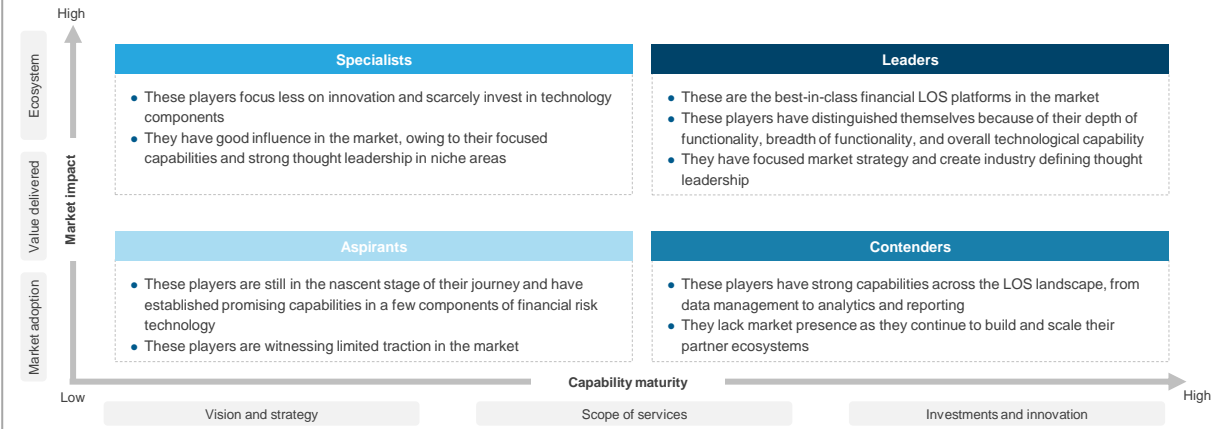 High
Ecosystem
Value delivered
Market adoption
Market impact
Specialists
● These players focus less on innovation and scarcely invest in technology
components
● They have good influence in the market, owing to their focused
capabilities and strong thought leadership in niche areas
Leaders
● These are the best-in-class financial LOS platforms in the market
● These players have distinguished themselves because of their depth of
functionality, breadth of functionality, and overall technological capability
● They have focused market strategy and create industry defining thought
leadership
Aspirants
● These players are still in the nascent stage of their journey and have
established promising capabilities in a few components of financial risk
technology
● These players are witnessing limited traction in the market
Contenders
● These players have strong capabilities across the LOS landscape, from
data management to analytics and reporting
● They lack market presence as they continue to build and scale their
partner ecosystems
Low
Capability maturity
High
Vision and strategy
Scope of services
Investments and innovation